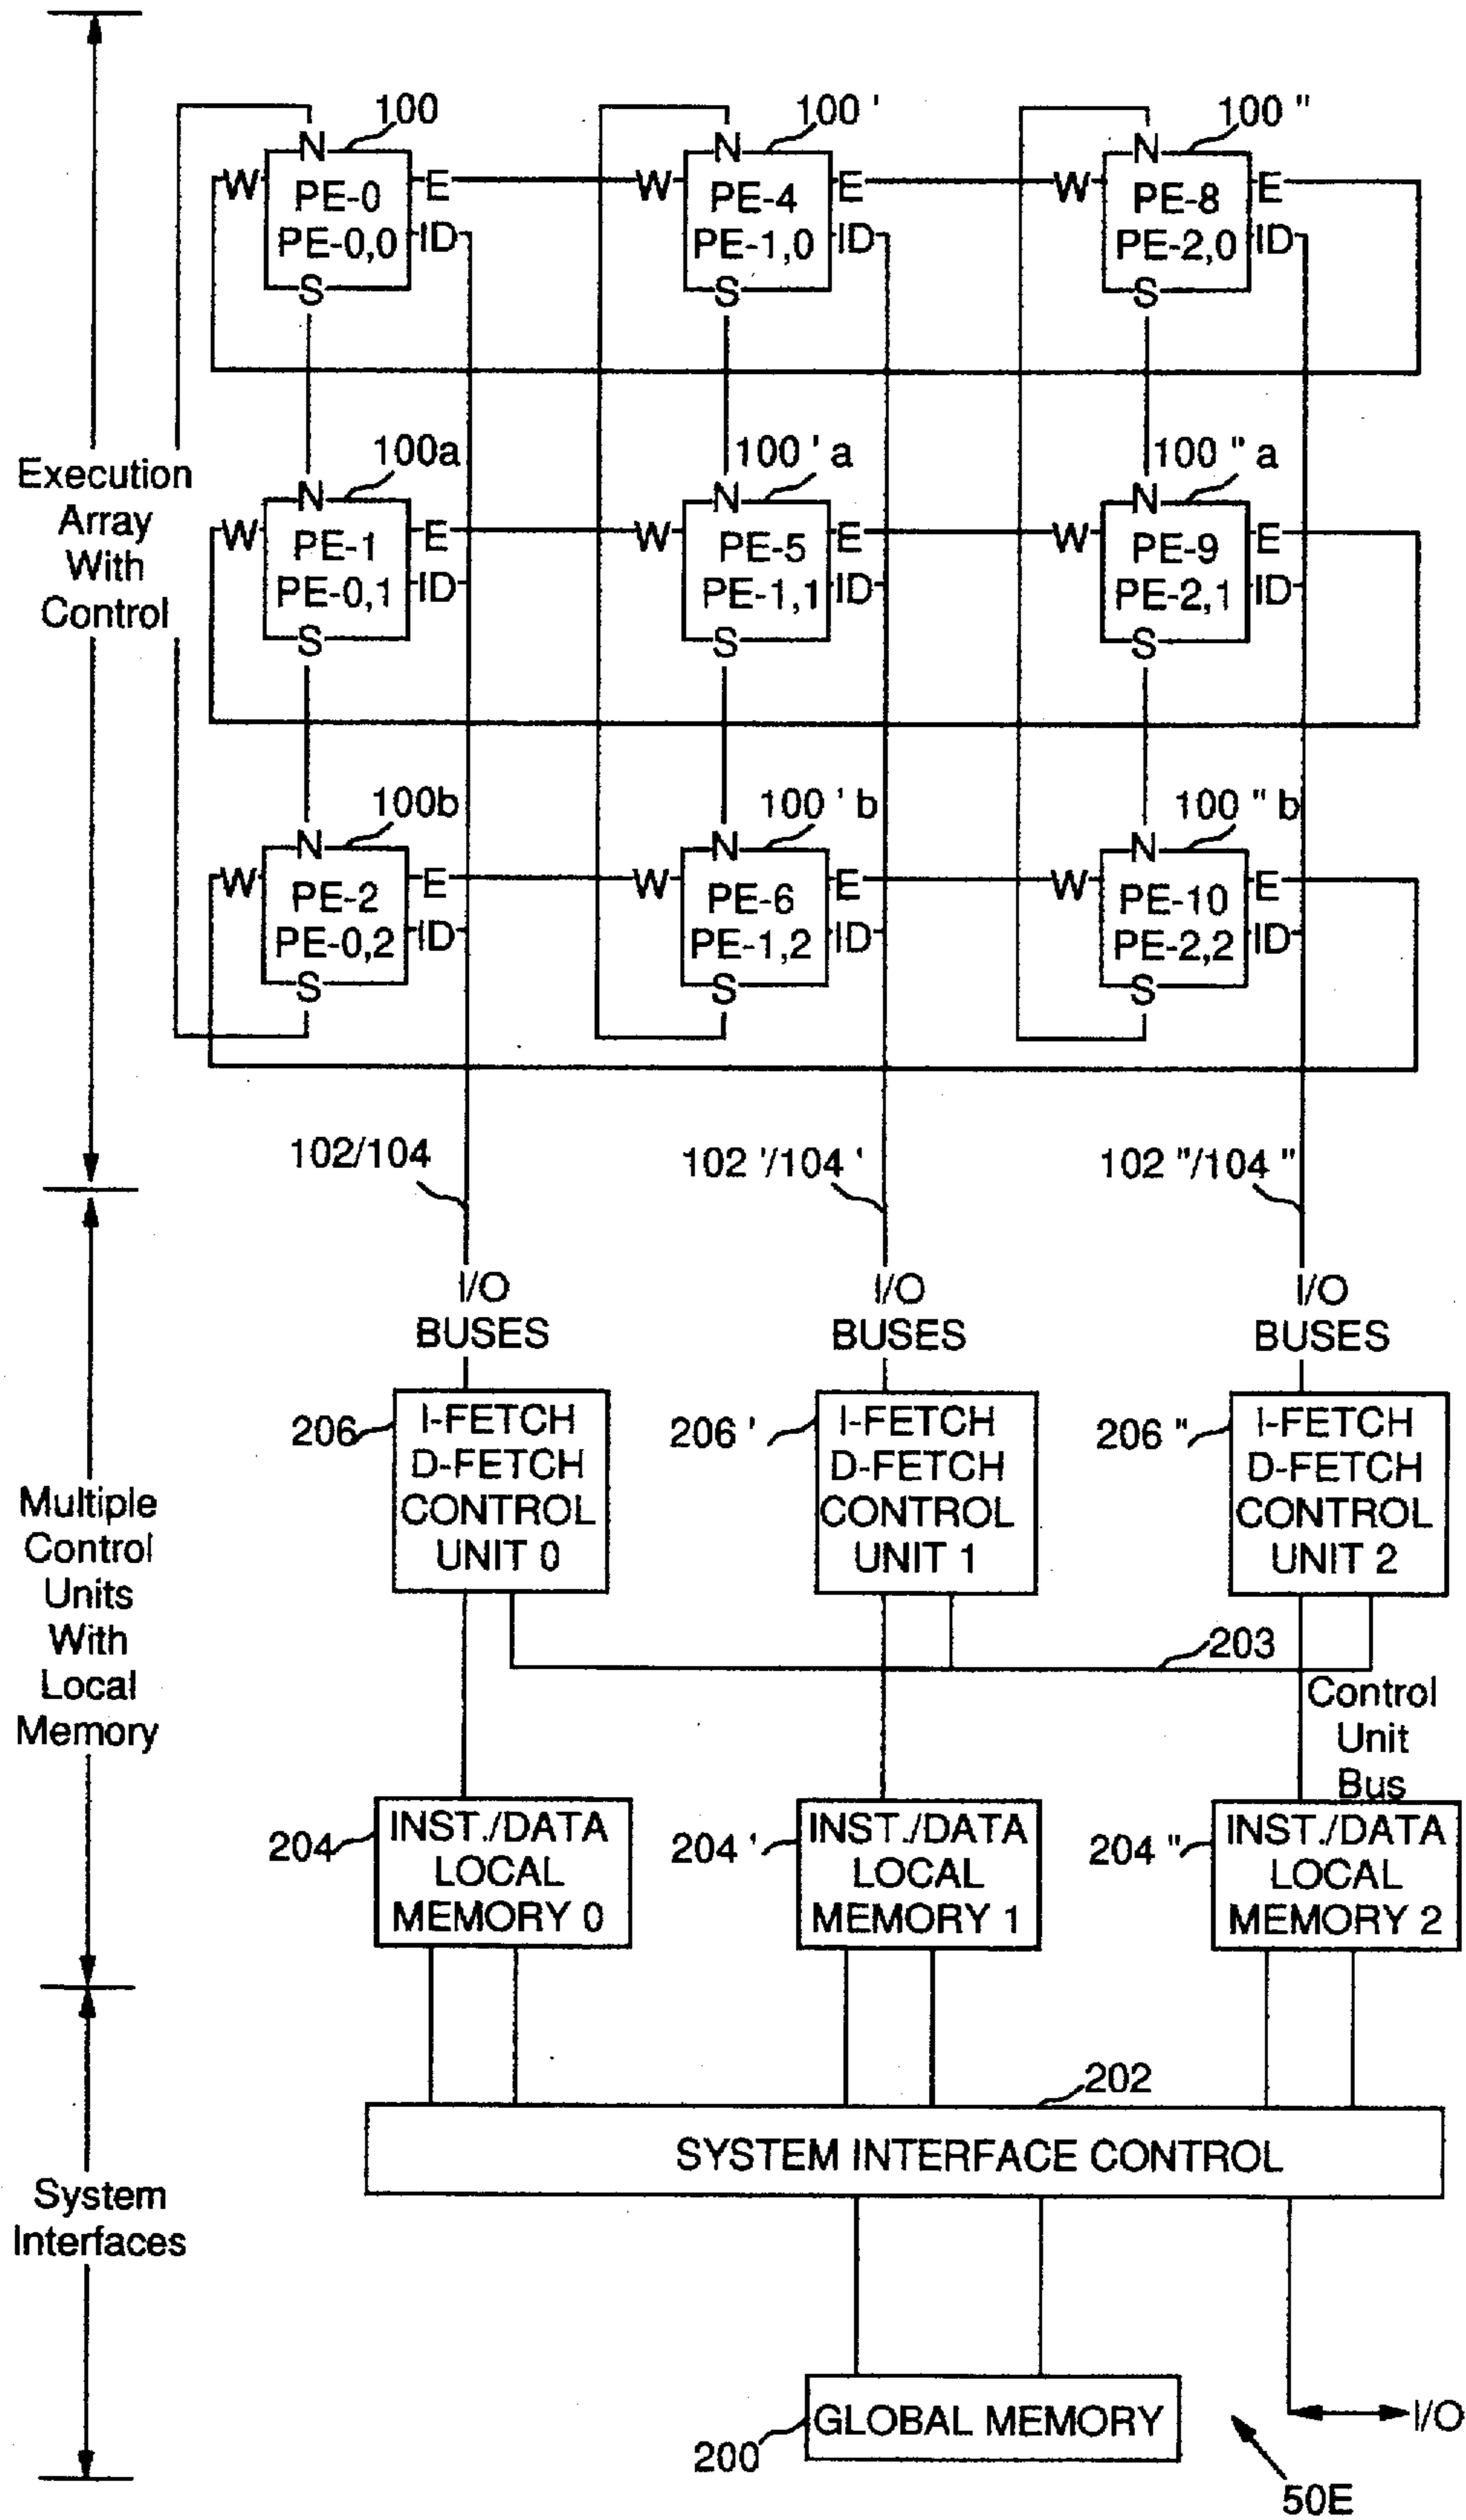 100
100 '
100 "
N
N
N
W
PE-0
E
W
PE-4
E
W
PE-8
E
PE-0,0
ID
PE-1,0
ID
PE-2,0
ID
S
S
S
Execution
Array
With
Control
100a
100 ' a
100 " a
N
N
N
W
PE-1
E
W
PE-5
E
W
PE-9
E
PE-0,1
ID
PE-1,1
ID
PE-2,1
ID
S
S
S
100b
100 ' b
100 " b
N
N
N
W
PE-2
E
W
PE-6
E
W
PE-10
E
PE-0,2
ID
PE-1,2
ID
PE-2,2
ID
S
S
S
102/104
102 '/104 '
102 "/104 "
I/O
BUSES
I/O
BUSES
I/O
BUSES
Multiple
Control
Units
With
Local
Memory
206
I-FETCH
D-FETCH
CONTROL
UNIT 0
206 '
I-FETCH
D-FETCH
CONTROL
UNIT 1
206 "
I-FETCH
D-FETCH
CONTROL
UNIT 2
203
Control
Unit
Bus
204
INST./DATA
LOCAL
MEMORY 0
204 '
INST./DATA
LOCAL
MEMORY 1
204 "
INST./DATA
LOCAL
MEMORY 2
202
SYSTEM INTERFACE CONTROL
System
Interfaces
200
GLOBAL MEMORY
I/O
50E